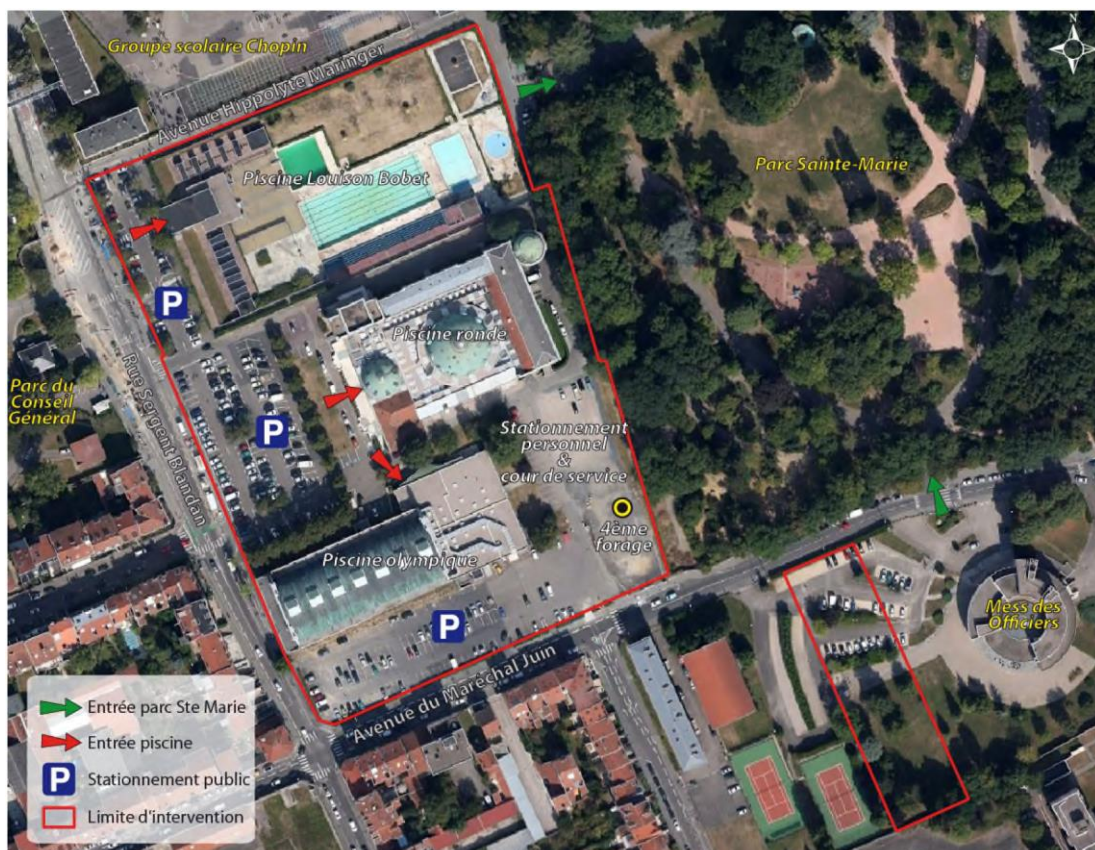 N
Groupe scolaire Chopin
Avenue Hippolyte Maringer
Piscine Louison Bobet
Parc Sainte-Marie
P
Piscine ronde
Parc du
Conseil
Général
Rue Sergent Blandan
P
Stationnement
personnel
&
cour de service
4ème
forage
Piscine olympique
P
Mess des
Officiers
Avenue du Maréchal Juin
Entrée parc Ste Marie
Entrée piscine
P Stationnement public
Limite d'intervention